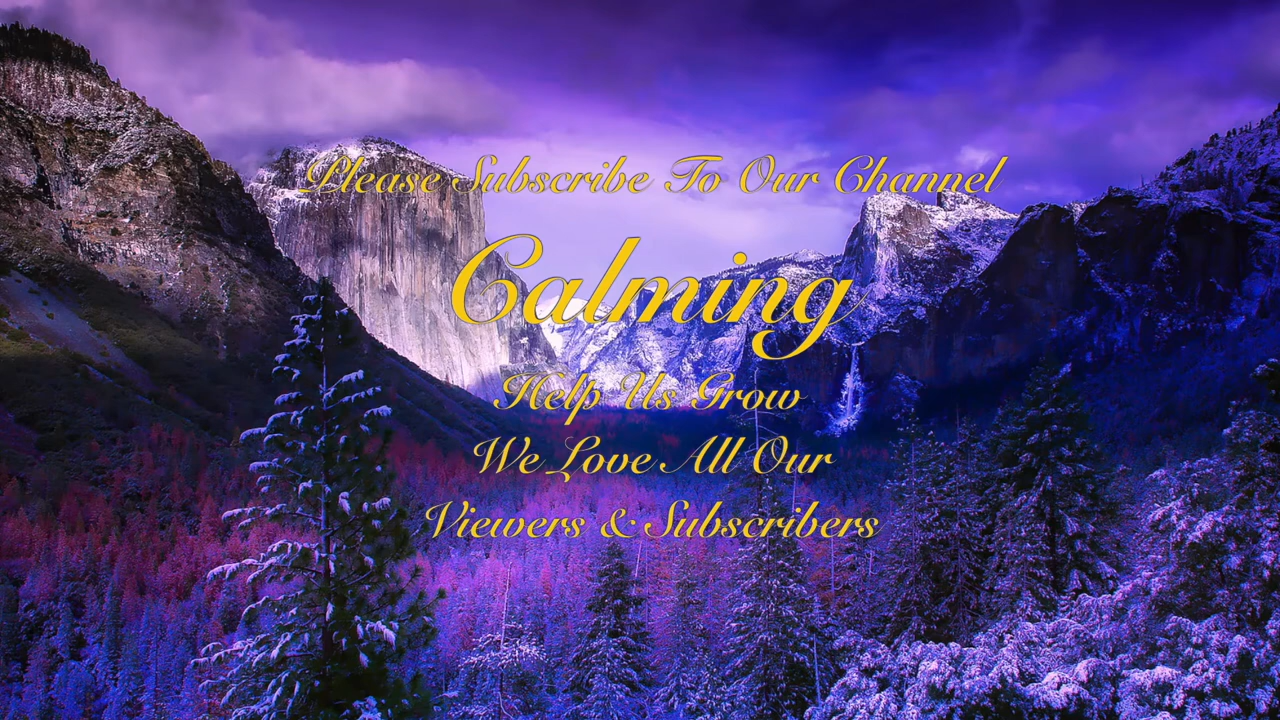 Please Subscribe To Our Channel
Calming
Help Us Grow
We Love All Our
Viewers & Subscribers